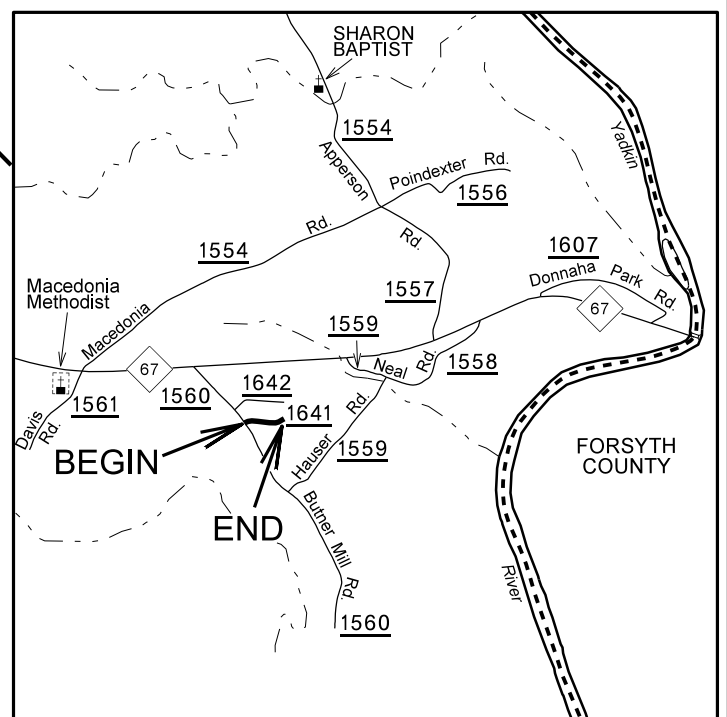 SHARON
BAPTIST
1554
Yadkin
Apperson
Poindexter Rd.
1556
Rd.
Rd.
1554
1607
Donnaha Park Rd.
Macedonia
Methodist
1557
67
1559
Macedonia
67
Neal Rd.
1558
1560
1642
1561
1641
Davis
Rd.
Hauser Rd.
1559
BEGIN
FORSYTH
COUNTY
END
Butner Mill Rd.
River
1560